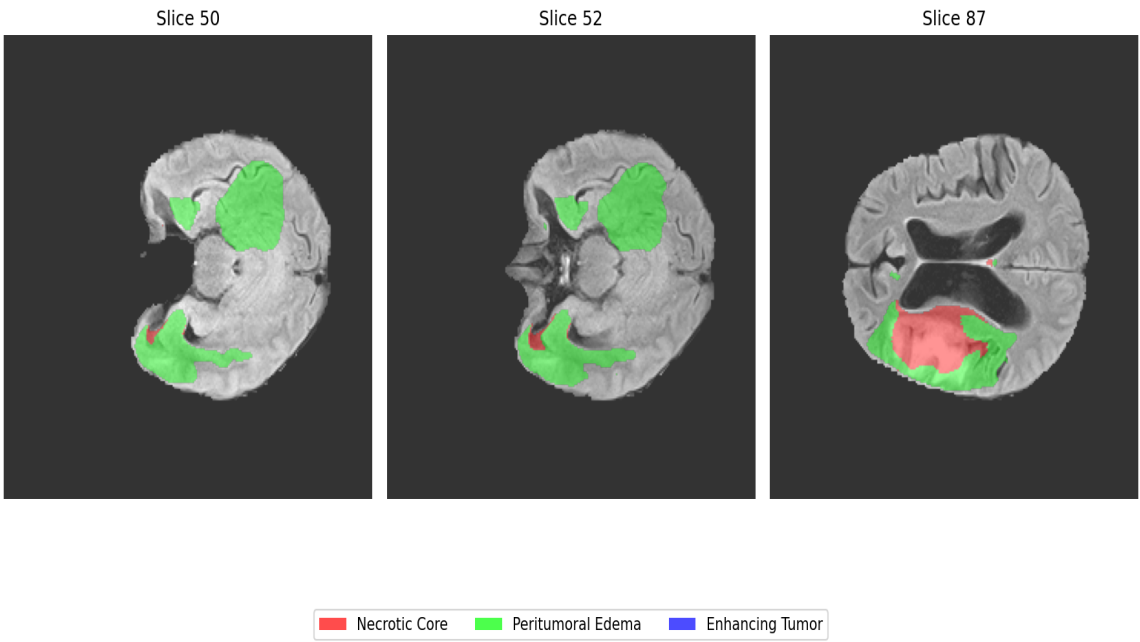 Slice 50
Slice 52
Slice 87
Necrotic Core
Peritumoral Edema
Enhancing Tumor